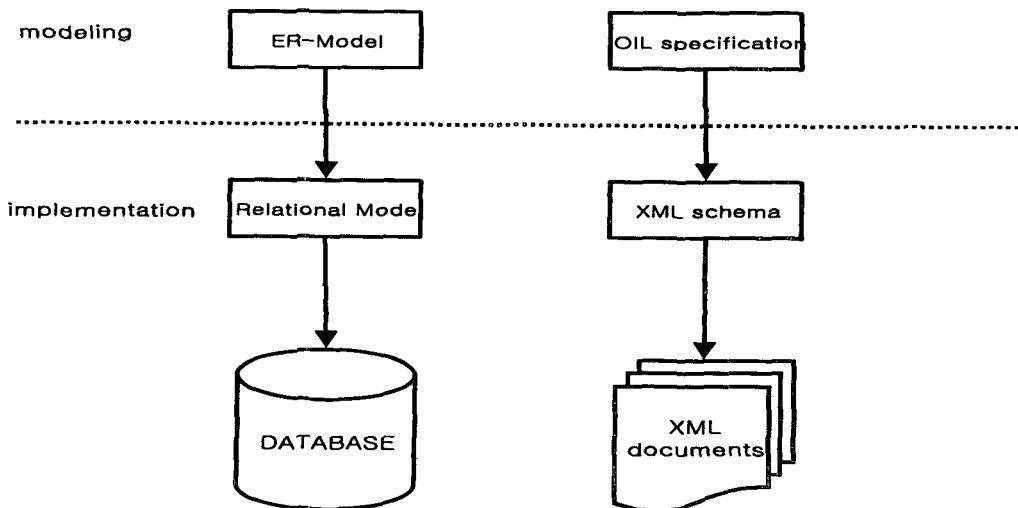 modeling
ER-Model
OIL specification
implementation
Relational Mode
XML schema
DATABASE
XML
documents